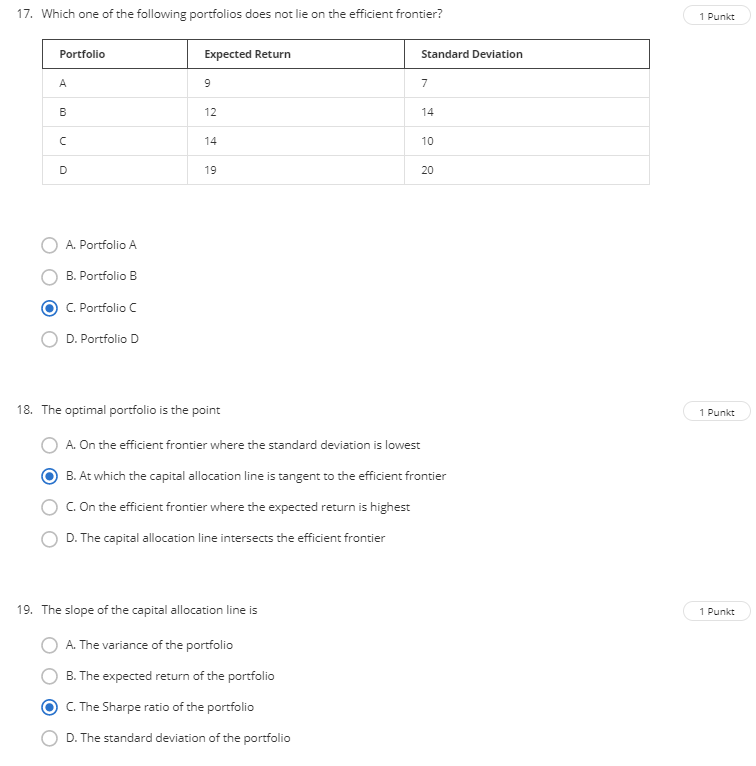 17. Which one of the following portfolios does not lie on the efficient frontier? 1 Punkt
Portfolio Expected Return Standard Deviation
A 9 7
B 12 14
C 14 10
D 19 20
A. Portfolio A
B. Portfolio B
C. Portfolio C
D. Portfolio D
18. The optimal portfolio is the point 1 Punkt
A. On the efficient frontier where the standard deviation is lowest
B. At which the capital allocation line is tangent to the efficient frontier
C. On the efficient frontier where the expected return is highest
D. The capital allocation line intersects the efficient frontier
19. The slope of the capital allocation line is 1 Punkt
A. The variance of the portfolio
B. The expected return of the portfolio
C. The Sharpe ratio of the portfolio
D. The standard deviation of the portfolio